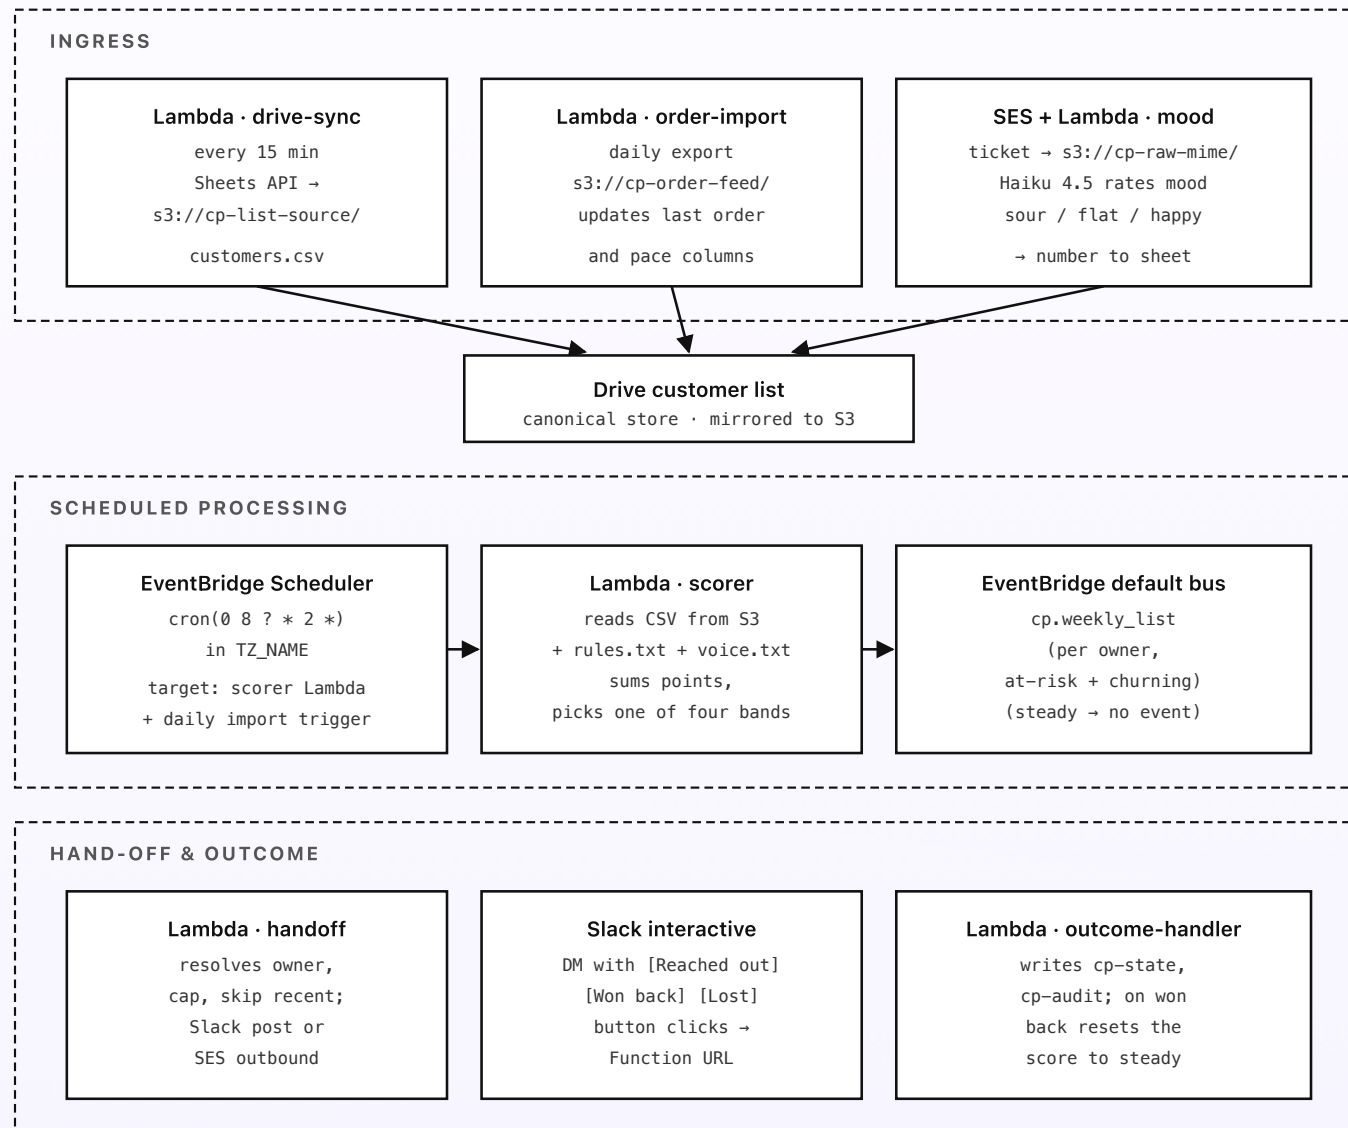 INGRESS
Lambda · drive-sync
every 15 min
Sheets API →
s3://cp-list-source/
customers.csv
Lambda · order-import
daily export
s3://cp-order-feed/
updates last order
and pace columns
SES + Lambda · mood
ticket → s3://cp-raw-mime/
Haiku 4.5 rates mood
sour / flat / happy
→ number to sheet
Drive customer list
canonical store · mirrored to S3
SCHEDULED PROCESSING
EventBridge Scheduler
cron(0 8 ? * 2 *)
in TZ_NAME
target: scorer Lambda
+ daily import trigger
Lambda · scorer
reads CSV from S3
+ rules.txt + voice.txt
sums points,
picks one of four bands
EventBridge default bus
cp.weekly_list
(per owner,
at-risk + churning)
(steady → no event)
HAND-OFF & OUTCOME
Lambda · handoff
resolves owner,
cap, skip recent;
Slack post or
SES outbound
Slack interactive
DM with [Reached out]
[Won back] [Lost]
button clicks →
Function URL
Lambda · outcome-handler
writes cp-state,
cp-audit; on won
back resets the
score to steady